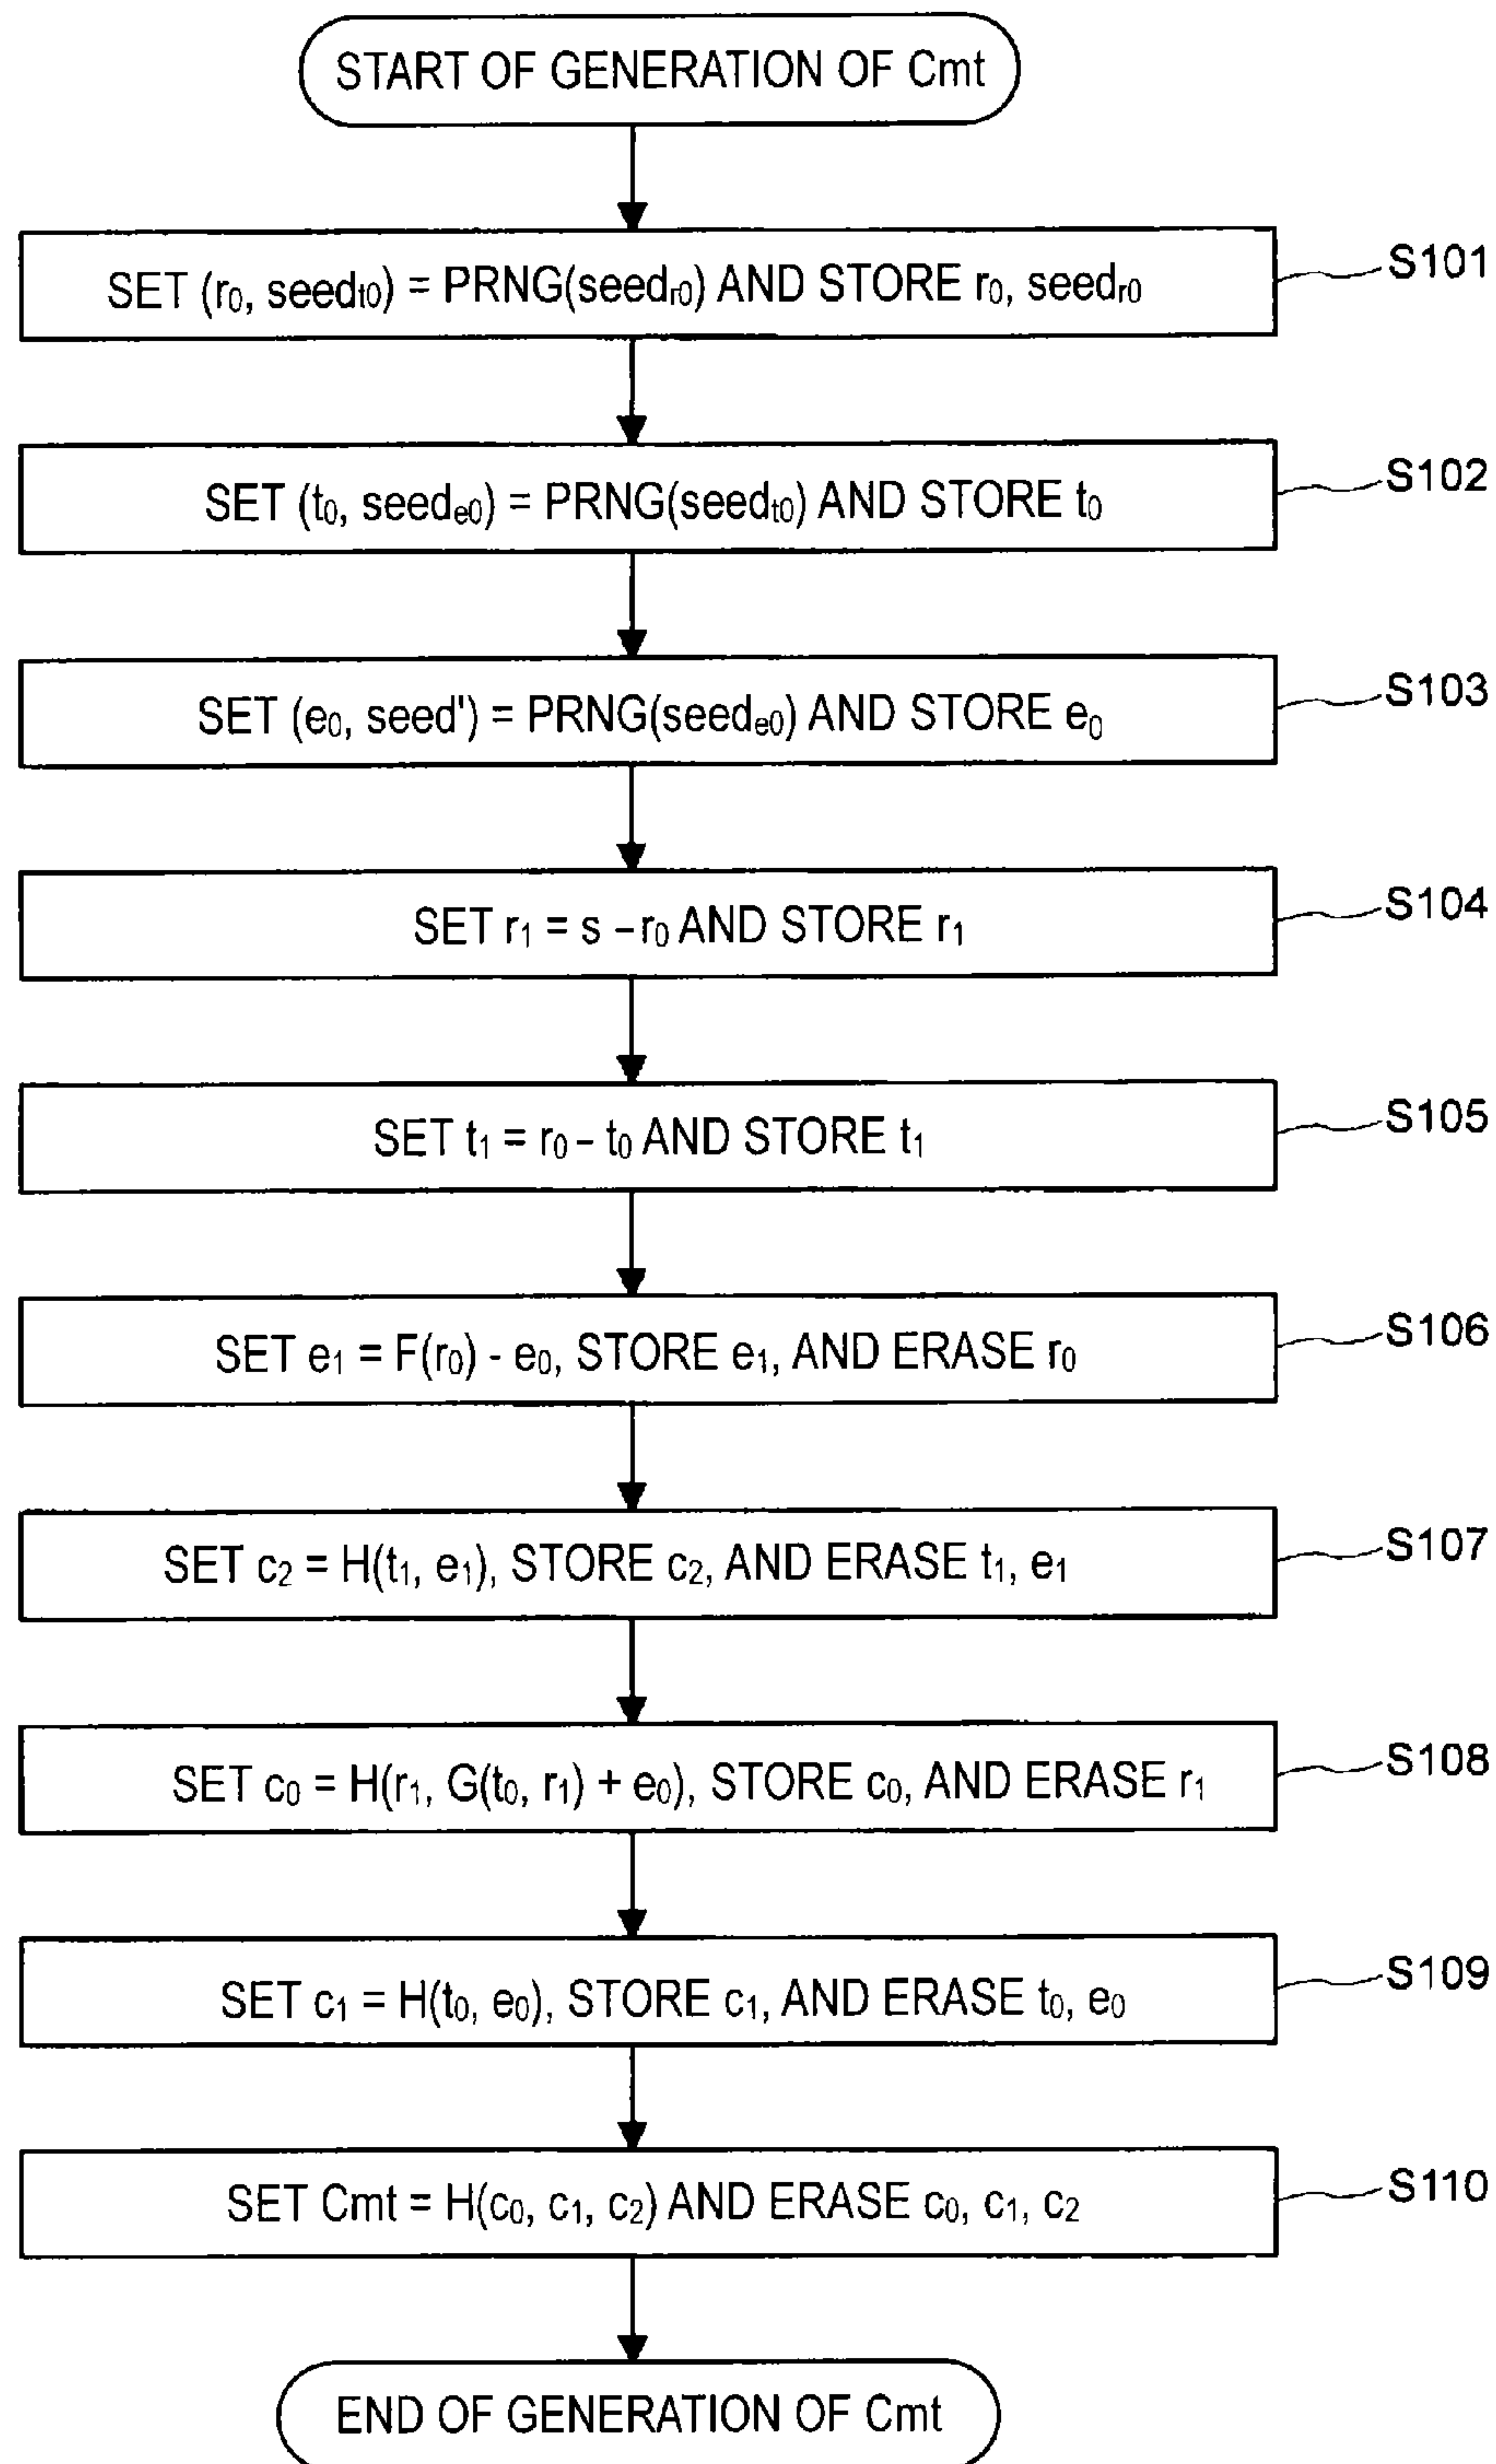 START OF GENERATION OF Cmt
SET (r₀, seedₜ₀) = PRNG(seedᵣ₀) AND STORE r₀, seedᵣ₀
S101
SET (t₀, seedₑ₀) = PRNG(seedₜ₀) AND STORE t₀
S102
SET (e₀, seed') = PRNG(seedₑ₀) AND STORE e₀
S103
SET r₁ = s – r₀ AND STORE r₁
S104
SET t₁ = r₀ - t₀ AND STORE t₁
S105
SET e₁ = F(r₀) - e₀, STORE e₁, AND ERASE r₀
S106
SET c₂ = H(t₁, e₁), STORE c₂, AND ERASE t₁, e₁
S107
SET c₀ = H(r₁, G(t₀, r₁) + e₀), STORE c₀, AND ERASE r₁
S108
SET c₁ = H(t₀, e₀), STORE c₁, AND ERASE t₀, e₀
S109
SET Cmt = H(c₀, c₁, c₂) AND ERASE c₀, c₁, c₂
S110
END OF GENERATION OF Cmt